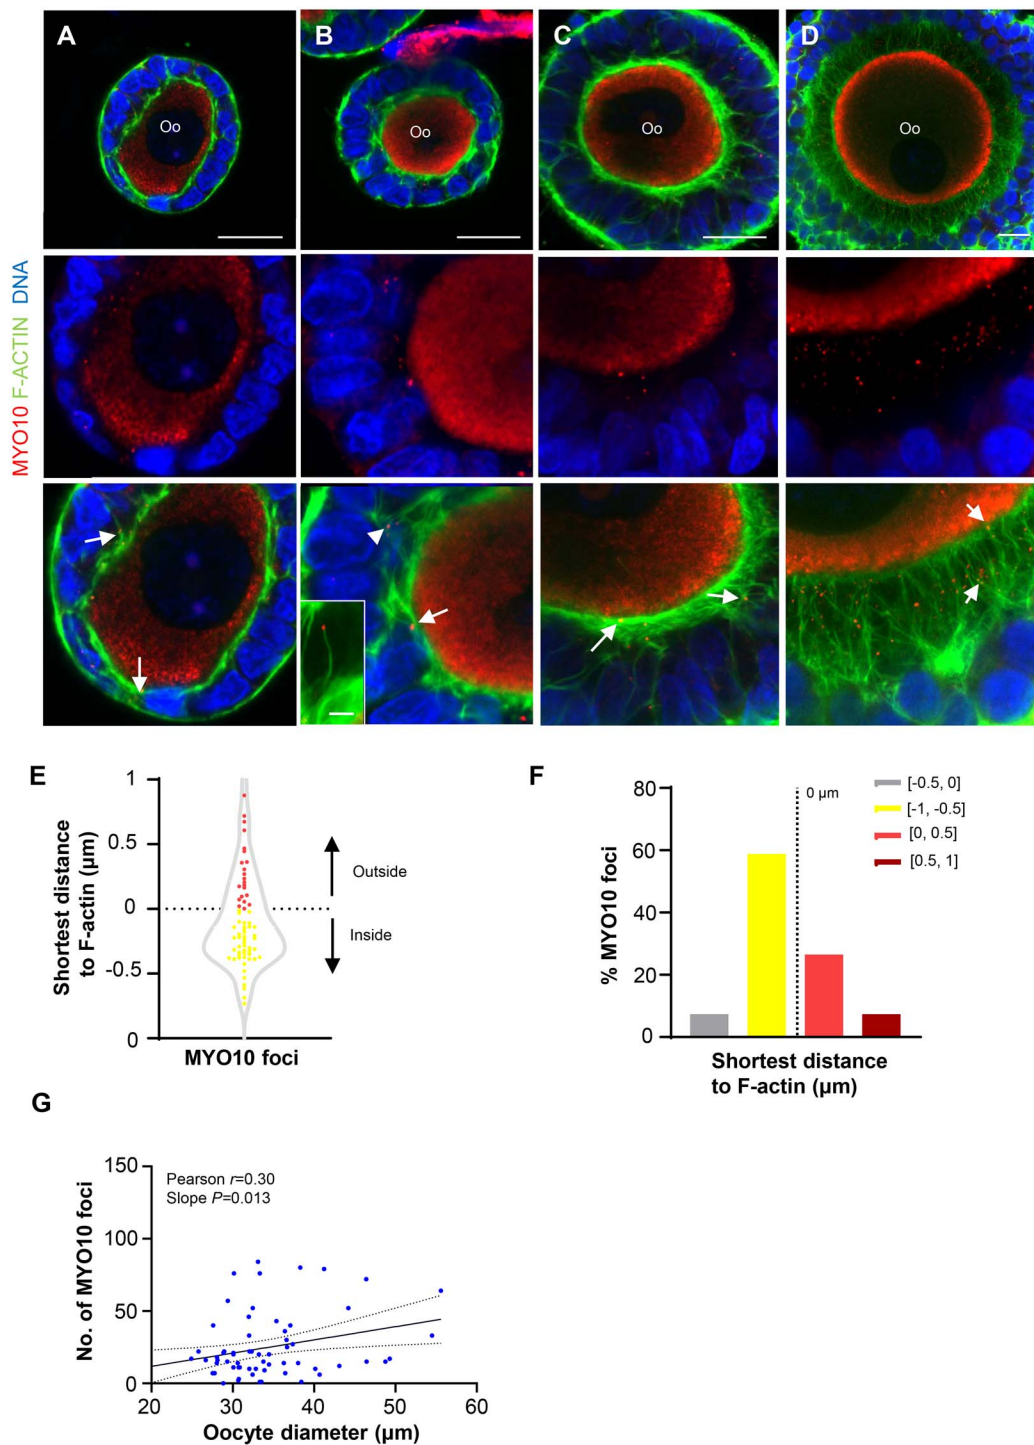 A
B
C
D
Oo
Oo
Oo
Oo
MYO10 F-ACTIN DNA
E
Shortest distance
to F-actin (μm)
1
0.5
0
-0.5
0
Outside
Inside
MYO10 foci
F
% MYO10 foci
80
60
40
20
0
0 μm
[-0.5, 0]
[-1, -0.5]
[0, 0.5]
[0.5, 1]
Shortest distance
to F-actin (μm)
G
No. of MYO10 foci
150
100
50
0
Pearson r=0.30
Slope P=0.013
20 30 40 50 60
Oocyte diameter (μm)